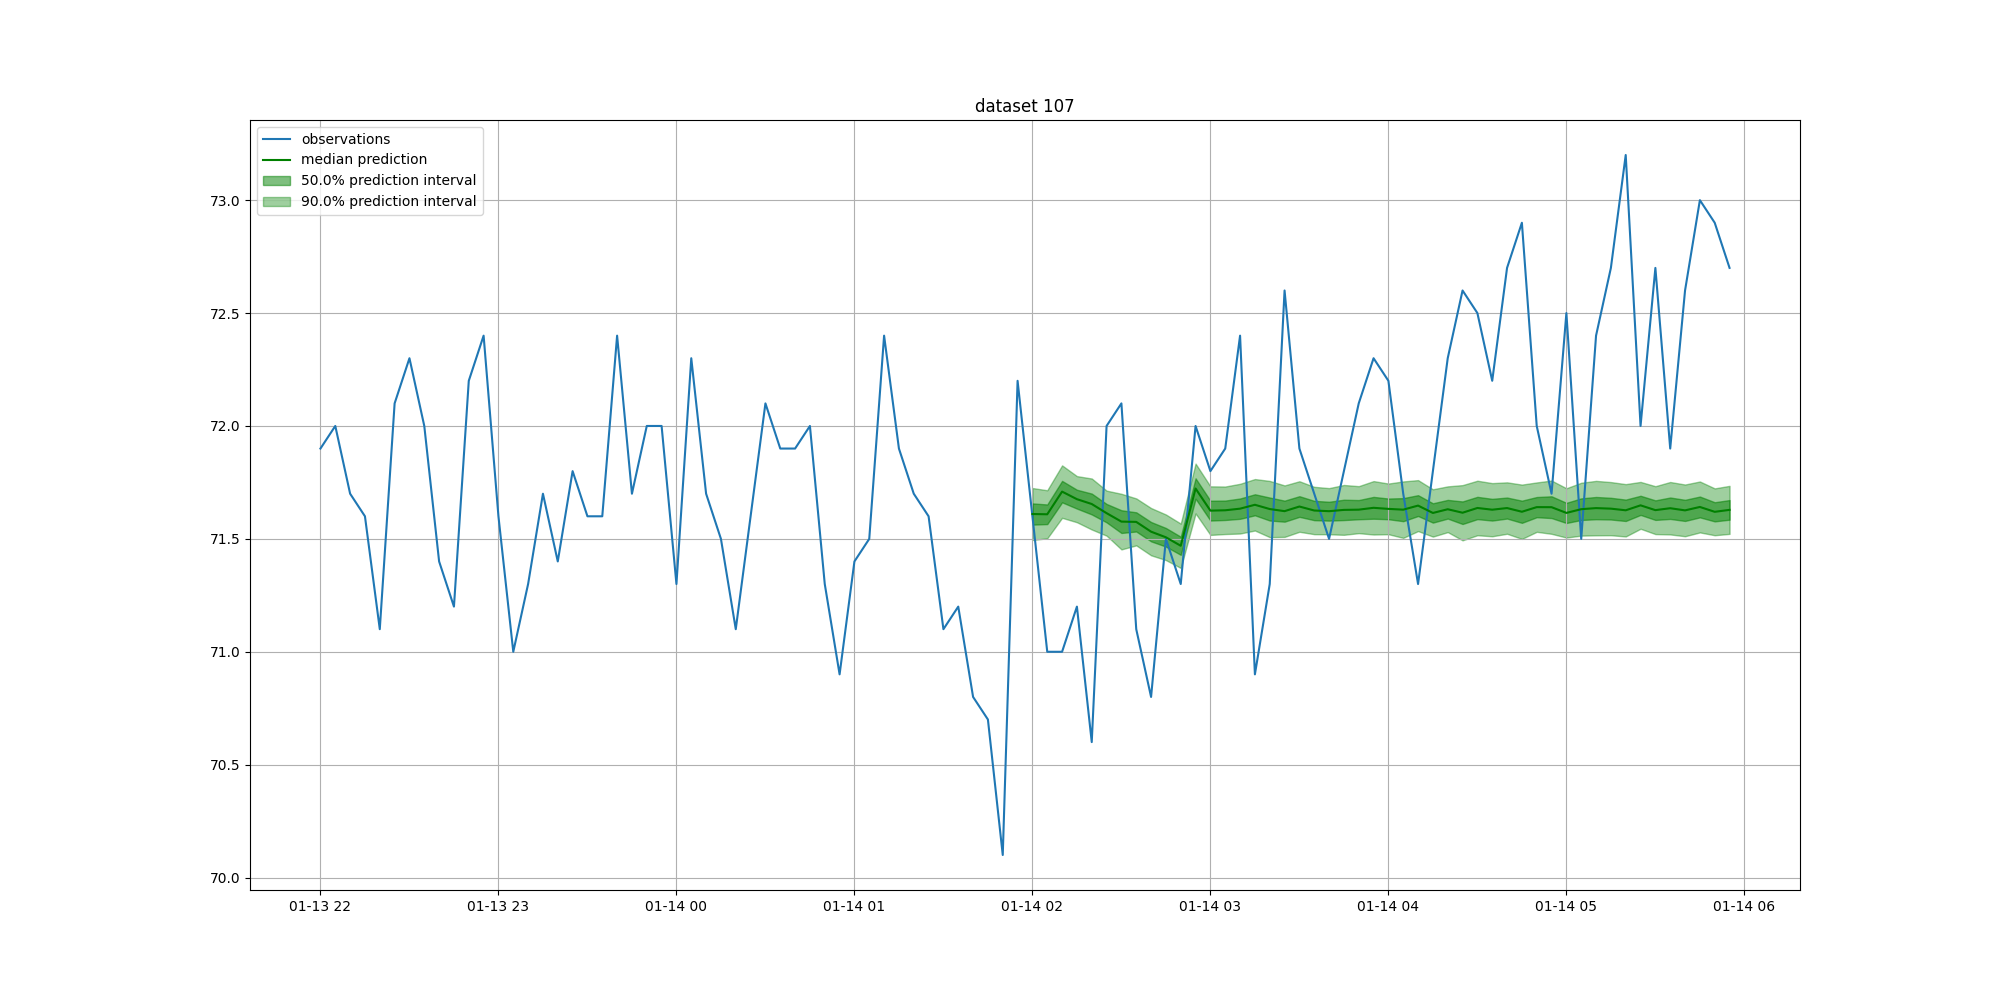 dataset 107
observations
median prediction
50.0% prediction interval
90.0% prediction interval
73.0
72.5
72.0
71.5
71.0
70.5
70.0
01-13 22 01-13 23 01-14 00 01-14 01 01-14 02 01-14 03 01-14 04 01-14 05 01-14 06